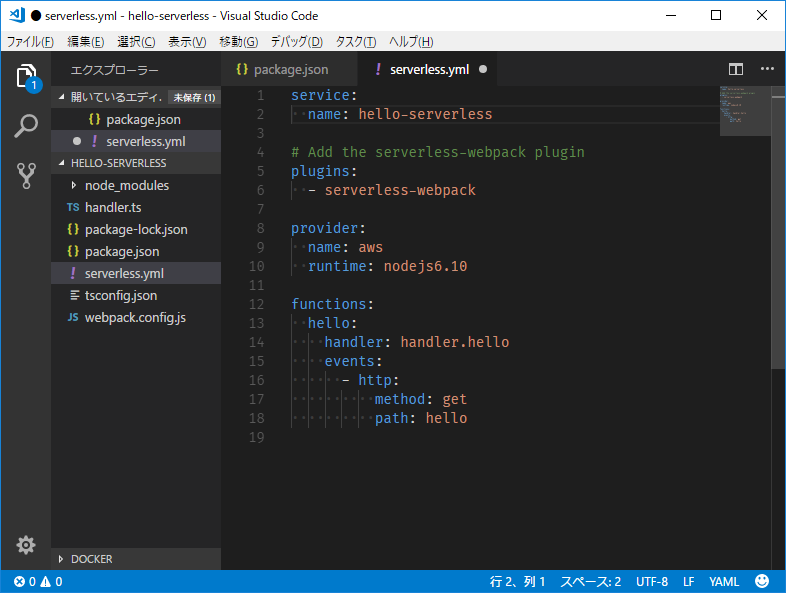 serverless.yml - hello-serverless - Visual Studio Code
ファイル(F) 編集(E) 選択(C) 表示(V) 移動(G) デバッグ(D) タスク(T) ヘルプ(H)
1
エクスプローラー
開いているエディ. 未保存 (1)
{} package.json
! serverless.yml
HELLO-SERVERLESS
node_modules
TS handler.ts
{} package-lock.json
{} package.json
! serverless.yml
tsconfig.json
JS webpack.config.js
DOCKER
{} package.json ! serverless.yml
1 service:
2   name: hello-serverless
3
4 # Add the serverless-webpack plugin
5 plugins:
6   - serverless-webpack
7
8 provider:
9   name: aws
10   runtime: nodejs6.10
11
12 functions:
13   hello:
14     handler: handler.hello
15     events:
16       - http:
17           method: get
18           path: hello
19
0 0 行 2、列 1 スペース: 2 UTF-8 LF YAML